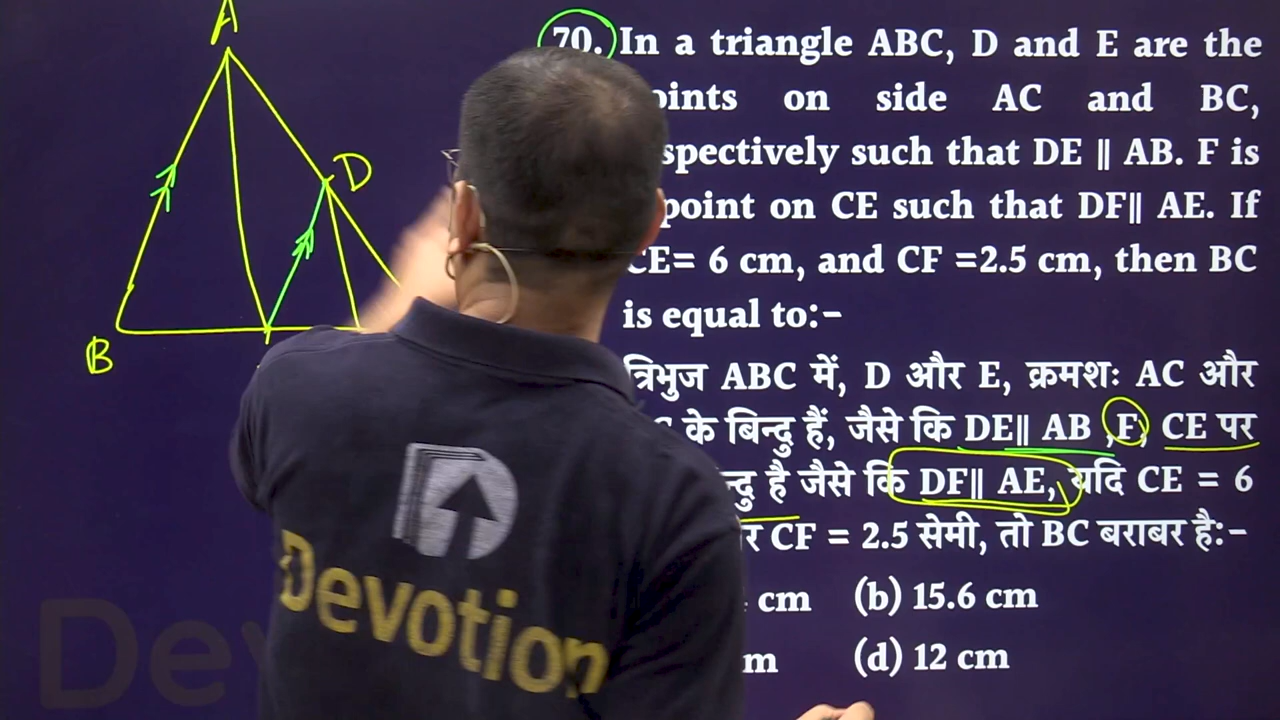 A
D
B
70. In a triangle ABC, D and E are the
on side AC and BC,
such that DE || AB. F is
point on CE such that DF|| AE. If
CE= 6 cm, and CF =2.5 cm, then BC
is equal to:-
त्रिभुज ABC में, D और E, क्रमशः AC और
के बिन्दु हैं, जैसे कि DE|| AB ,F, CE पर
है जैसे कि DF|| AE, यदि CE = 6
CF = 2.5 सेमी, तो BC बराबर है:-
cm (b) 15.6 cm
(d) 12 cm
Devotion